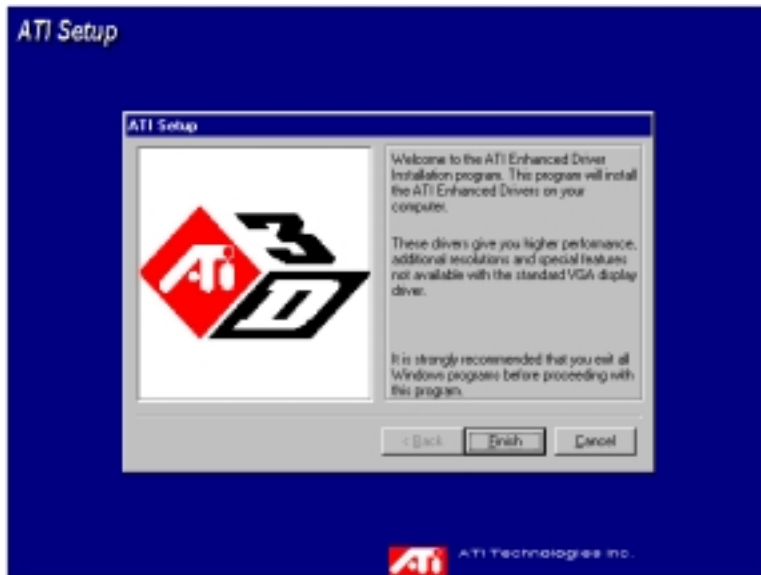 ATI Setup
ATI Setup
ATi
3D
Welcome to the ATI Enhanced Driver
Installation program. This program will install
the ATI Enhanced Drivers on your
computer.
These drivers give you higher performance,
additional resolutions and special features
not available with the standard VGA display
driver.
It is strongly recommended that you exit all
Windows programs before proceeding with
this program.
< Back
Finish
Cancel
ATi
ATI Technologies Inc.